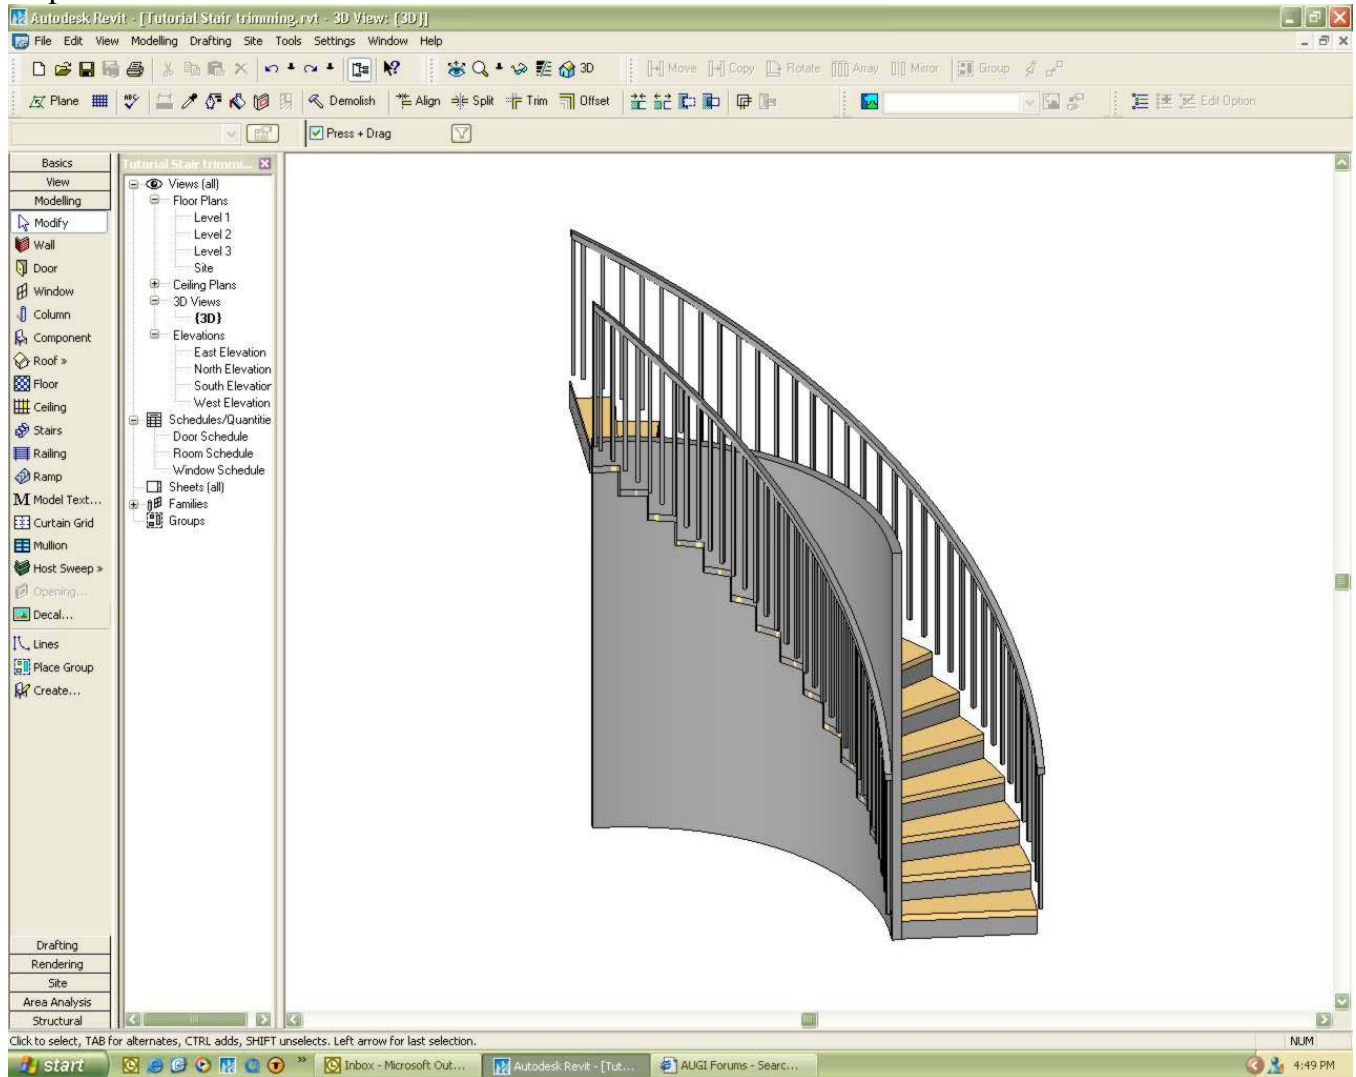 Autodesk Revit - [Tutorial Stair trimming.rvt - 3D View: {3D}]
File Edit View Modelling Drafting Site Tools Settings Window Help
3D Move Copy Rotate Array Mirror Group
Plane Demolish Align Split Trim Offset Edit Option
Press + Drag
Basics
View
Modelling
Modify
Wall
Door
Window
Column
Component
Roof »
Floor
Ceiling
Stairs
Railing
Ramp
Model Text...
Curtain Grid
Mullion
Host Sweep »
Opening...
Decal...
Lines
Place Group
Create...
Drafting
Rendering
Site
Area Analysis
Structural
Tutorial Stair trimmi...
Views (all)
Floor Plans
Level 1
Level 2
Level 3
Site
Ceiling Plans
3D Views
{3D}
Elevations
East Elevation
North Elevation
South Elevation
West Elevation
Schedules/Quantitie
Door Schedule
Room Schedule
Window Schedule
Sheets (all)
Families
Groups
Click to select, TAB for alternates, CTRL adds, SHIFT unselects. Left arrow for last selection. NUM
start » Inbox - Microsoft Out... Autodesk Revit - [Tut... AUGI Forums - Searc... 4:49 PM